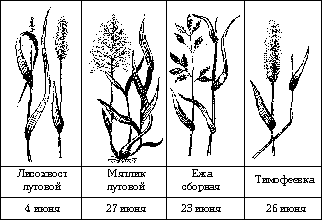 Лисохвост
луговой
Мятлик
луговой
Ежа
сборная
Тимофеевка
4 июня
27 июня
23 июня
26 июня